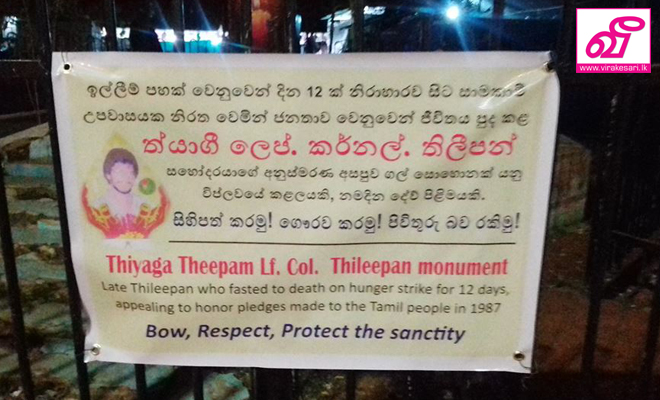 வீ
www.virakesari.lk
ඉල්ලීම් පහක් වෙනුවෙන් දින 12 ක් නිරාහාරව සිට සාමකාමී
උපවාසයක නිරත වෙමින් ජනතාව වෙනුවෙන් ජීවිතය පුද කළ
ත්‍යාගී ලෙප්. කර්නල්. තිලීපන්
සහෝදරයාගේ අනුස්මරණ අසපුව ගල් සොහොනක් යනු
විප්ලවයේ කළලයකි, නමදින දේව පිළිමයකි.
සිහිපත් කරමු! ගෞරව කරමු! පිවිතුරු බව රකිමු!
Thiyaga Theepam Lf. Col. Thileepan monument
Late Thileepan who fasted to death on hunger strike for 12 days,
appealing to honor pledges made to the Tamil people in 1987
Bow, Respect, Protect the sanctity